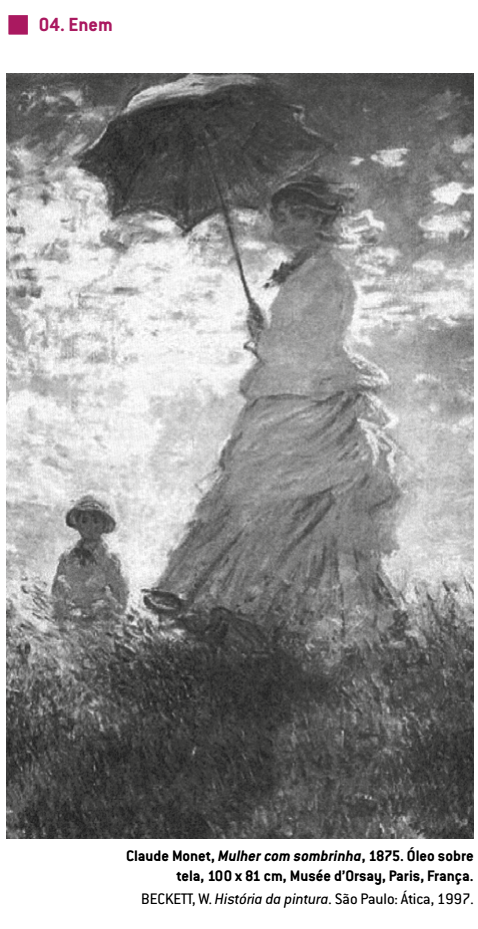 04. Enem
Claude Monet, Mulher com sombrinha, 1875. Óleo sobre
tela, 100 x 81 cm, Musée d'Orsay, Paris, França.
BECKETT, W. História da pintura. São Paulo: Ática, 1997.